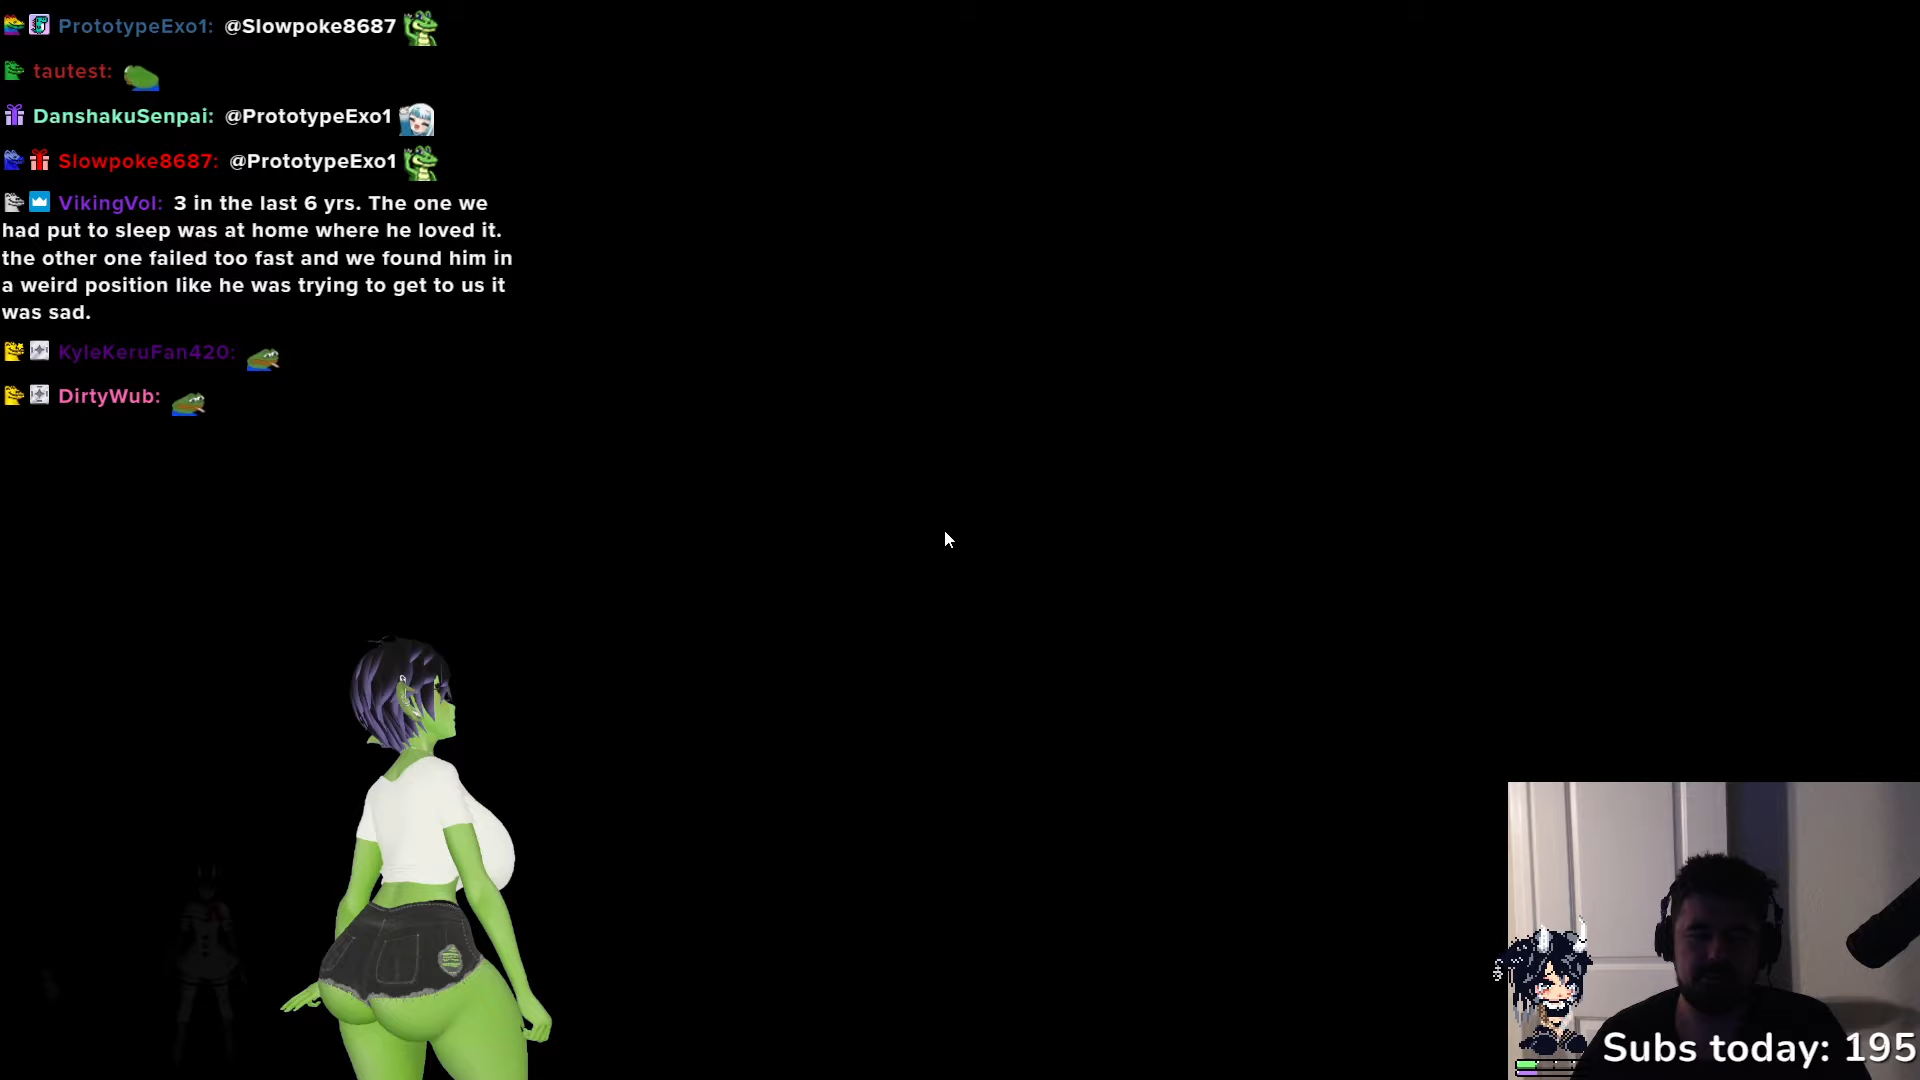 PrototypeExo1: @Slowpoke8687
tautest:
DanshakuSenpai: @PrototypeExo1
Slowpoke8687: @PrototypeExo1
VikingVol: 3 in the last 6 yrs. The one we
had put to sleep was at home where he loved it.
the other one failed too fast and we found him in
a weird position like he was trying to get to us it
was sad.
KyleKeruFan420:
DirtyWub:
Subs today: 195